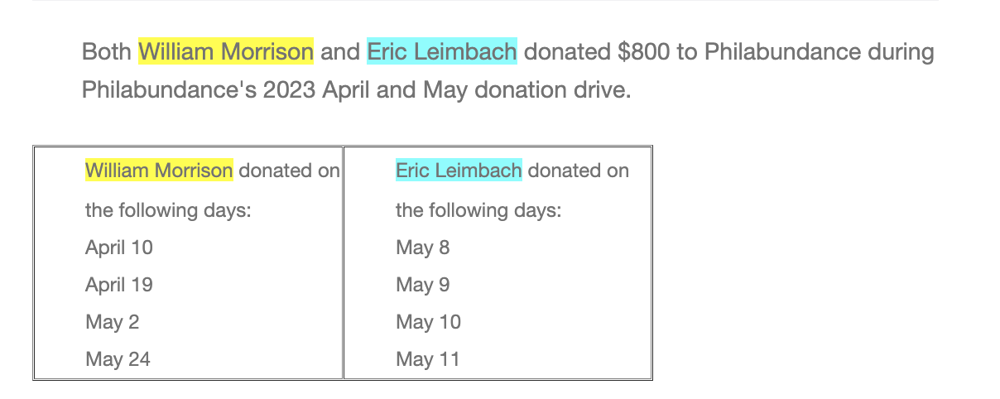 Both William Morrison and Eric Leimbach donated $800 to Philabundance during
Philabundance's 2023 April and May donation drive.
William Morrison donated on
the following days:
April 10
April 19
May 2
May 24
Eric Leimbach donated on
the following days:
May 8
May 9
May 10
May 11